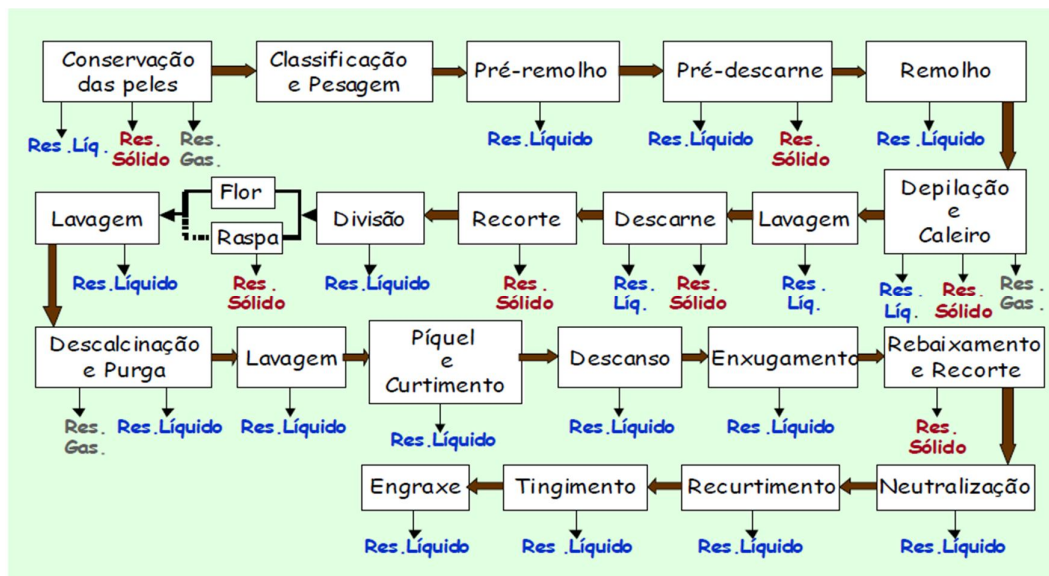 Conservação
das peles
Classificação
e Pesagem
Pré-remolho
Pré-descarne
Remolho
Res.Líq.
Res.
Sólido
Res.
Gas.
Res.Líquido
Res.Líquido
Res.
Sólido
Res.Líquido
Depilação
e
Caleiro
Lavagem
Descarne
Recorte
Divisão
Flor
Raspa
Lavagem
Res.
Líq.
Res.
Sólido
Res.
Gas.
Res.
Líq.
Res.
Líq.
Res.
Sólido
Res.
Sólido
Res.Líquido
Res.
Sólido
Res.Líquido
Descalcinação
e Purga
Lavagem
Píquel
e
Curtimento
Descanso
Enxugamento
Rebaixamento
e Recorte
Res.
Gas.
Res.Líquido
Res.Líquido
Res.Líquido
Res.Líquido
Res.Líquido
Res.
Sólido
Neutralização
Recurtimento
Tingimento
Engraxe
Res.Líquido
Res.Líquido
Res.Líquido
Res.Líquido